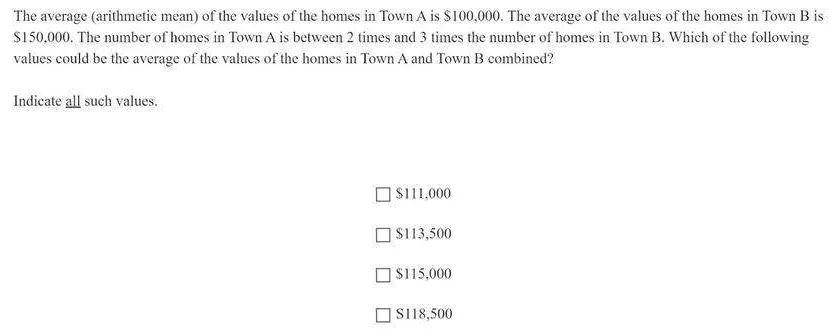 The average (arithmetic mean) of the values of the homes in Town A is $100,000. The average of the values of the homes in Town B is
$150,000. The number of homes in Town A is between 2 times and 3 times the number of homes in Town B. Which of the following
values could be the average of the values of the homes in Town A and Town B combined?
Indicate all such values.
$111,000
$113,500
$115,000
$118,500